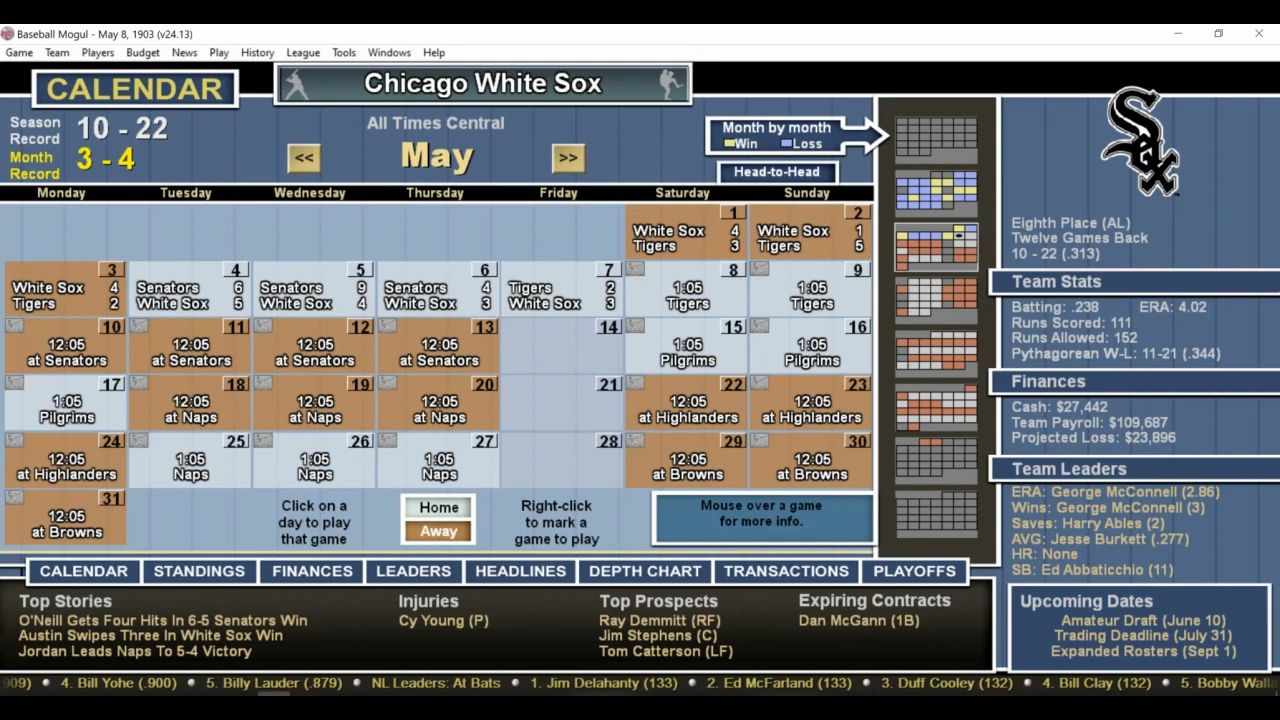 Baseball Mogul - May 8, 1903 (v24.13)
Game Team Players Budget News Play History League Tools Windows Help
CALENDAR
Chicago White Sox
Season Record 10 - 22
Month Record 3 - 4
All Times Central
<< May >>
Month by month
Win Loss
Head-to-Head
Monday Tuesday Wednesday Thursday Friday Saturday Sunday
1 White Sox 4 Tigers 3
2 White Sox 1 Tigers 5
3 White Sox 4 Tigers 2
4 Senators 6 White Sox 5
5 Senators 9 White Sox 4
6 Senators 4 White Sox 3
7 Tigers 2 White Sox 3
8 1:05 Tigers
9 1:05 Tigers
10 12:05 at Senators
11 12:05 at Senators
12 12:05 at Senators
13 12:05 at Senators
14
15 1:05 Pilgrims
16 1:05 Pilgrims
17 1:05 Pilgrims
18 12:05 at Naps
19 12:05 at Naps
20 12:05 at Naps
21
22 12:05 at Highlanders
23 12:05 at Highlanders
24 12:05 at Highlanders
25 1:05 Naps
26 1:05 Naps
27 1:05 Naps
28
29 12:05 at Browns
30 12:05 at Browns
31 12:05 at Browns
Click on a
day to play
that game
Home
Away
Right-click
to mark a
game to play
Mouse over a game
for more info.
Sox
Eighth Place (AL)
Twelve Games Back
10 - 22 (.313)
Team Stats
Batting: .238 ERA: 4.02
Runs Scored: 111
Runs Allowed: 152
Pythagorean W-L: 11-21 (.344)
Finances
Cash: $27,442
Team Payroll: $109,687
Projected Loss: $23,896
Team Leaders
ERA: George McConnell (2.86)
Wins: George McConnell (3)
Saves: Harry Ables (2)
AVG: Jesse Burkett (.277)
HR: None
SB: Ed Abbaticchio (11)
CALENDAR STANDINGS FINANCES LEADERS HEADLINES DEPTH CHART TRANSACTIONS PLAYOFFS
Top Stories
O'Neill Gets Four Hits In 6-5 Senators Win
Austin Swipes Three In White Sox Win
Jordan Leads Naps To 5-4 Victory
Injuries
Cy Young (P)
Top Prospects
Ray Demmitt (RF)
Jim Stephens (C)
Tom Catterson (LF)
Expiring Contracts
Dan McGann (1B)
Upcoming Dates
Amateur Draft (June 10)
Trading Deadline (July 31)
Expanded Rosters (Sept 1)
909) • 4. Bill Yohe (.900) • 5. Billy Lauder (.879) • NL Leaders: At Bats • 1. Jim Delahanty (133) • 2. Ed McFarland (133) • 3. Duff Cooley (132) • 4. Bill Clay (132) • 5. Bobby